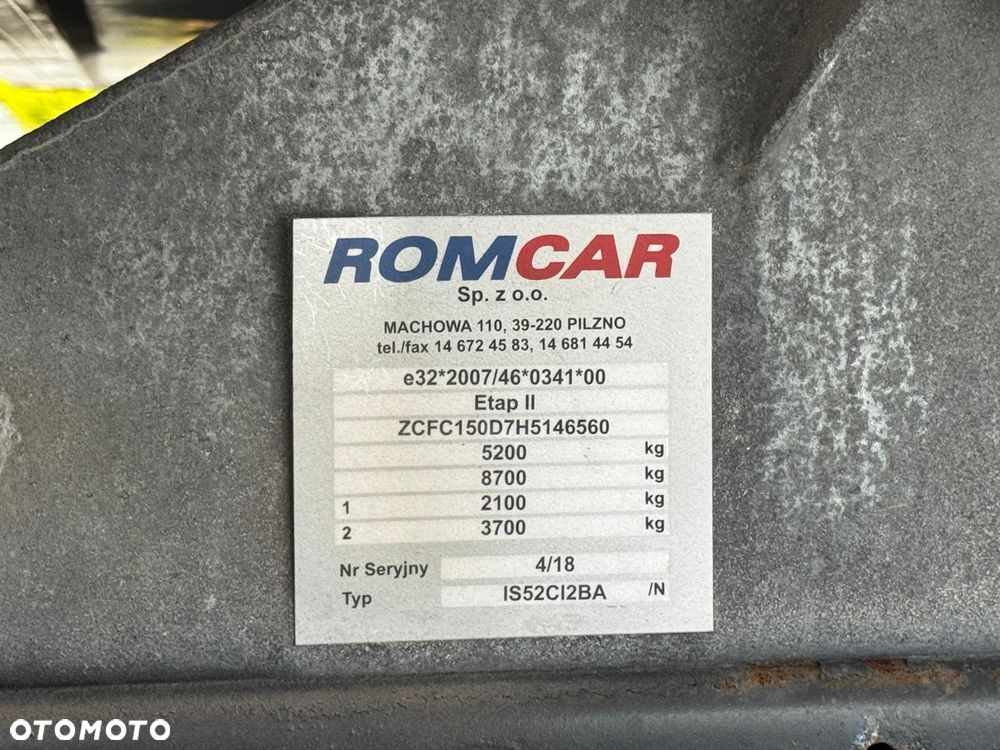 ROMCAR
Sp. z o.o.
MACHOWA 110, 39-220 PILZNO
tel./fax 14 672 45 83, 14 681 44 54
e32*2007/46*0341*00
Etap II
ZCFC150D7H5146560
5200 kg
8700 kg
1 2100 kg
2 3700 kg
Nr Seryjny 4/18
Typ IS52CI2BA /N
OTOMOTO